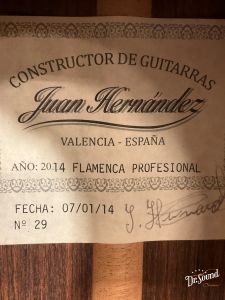 CONSTRUCTOR DE GUITARRAS
Juan Hernández
VALENCIA - ESPAÑA
AÑO: 2014 FLAMENCA PROFESIONAL
FECHA: 07/01/14
Nº 29
Dr. Sound